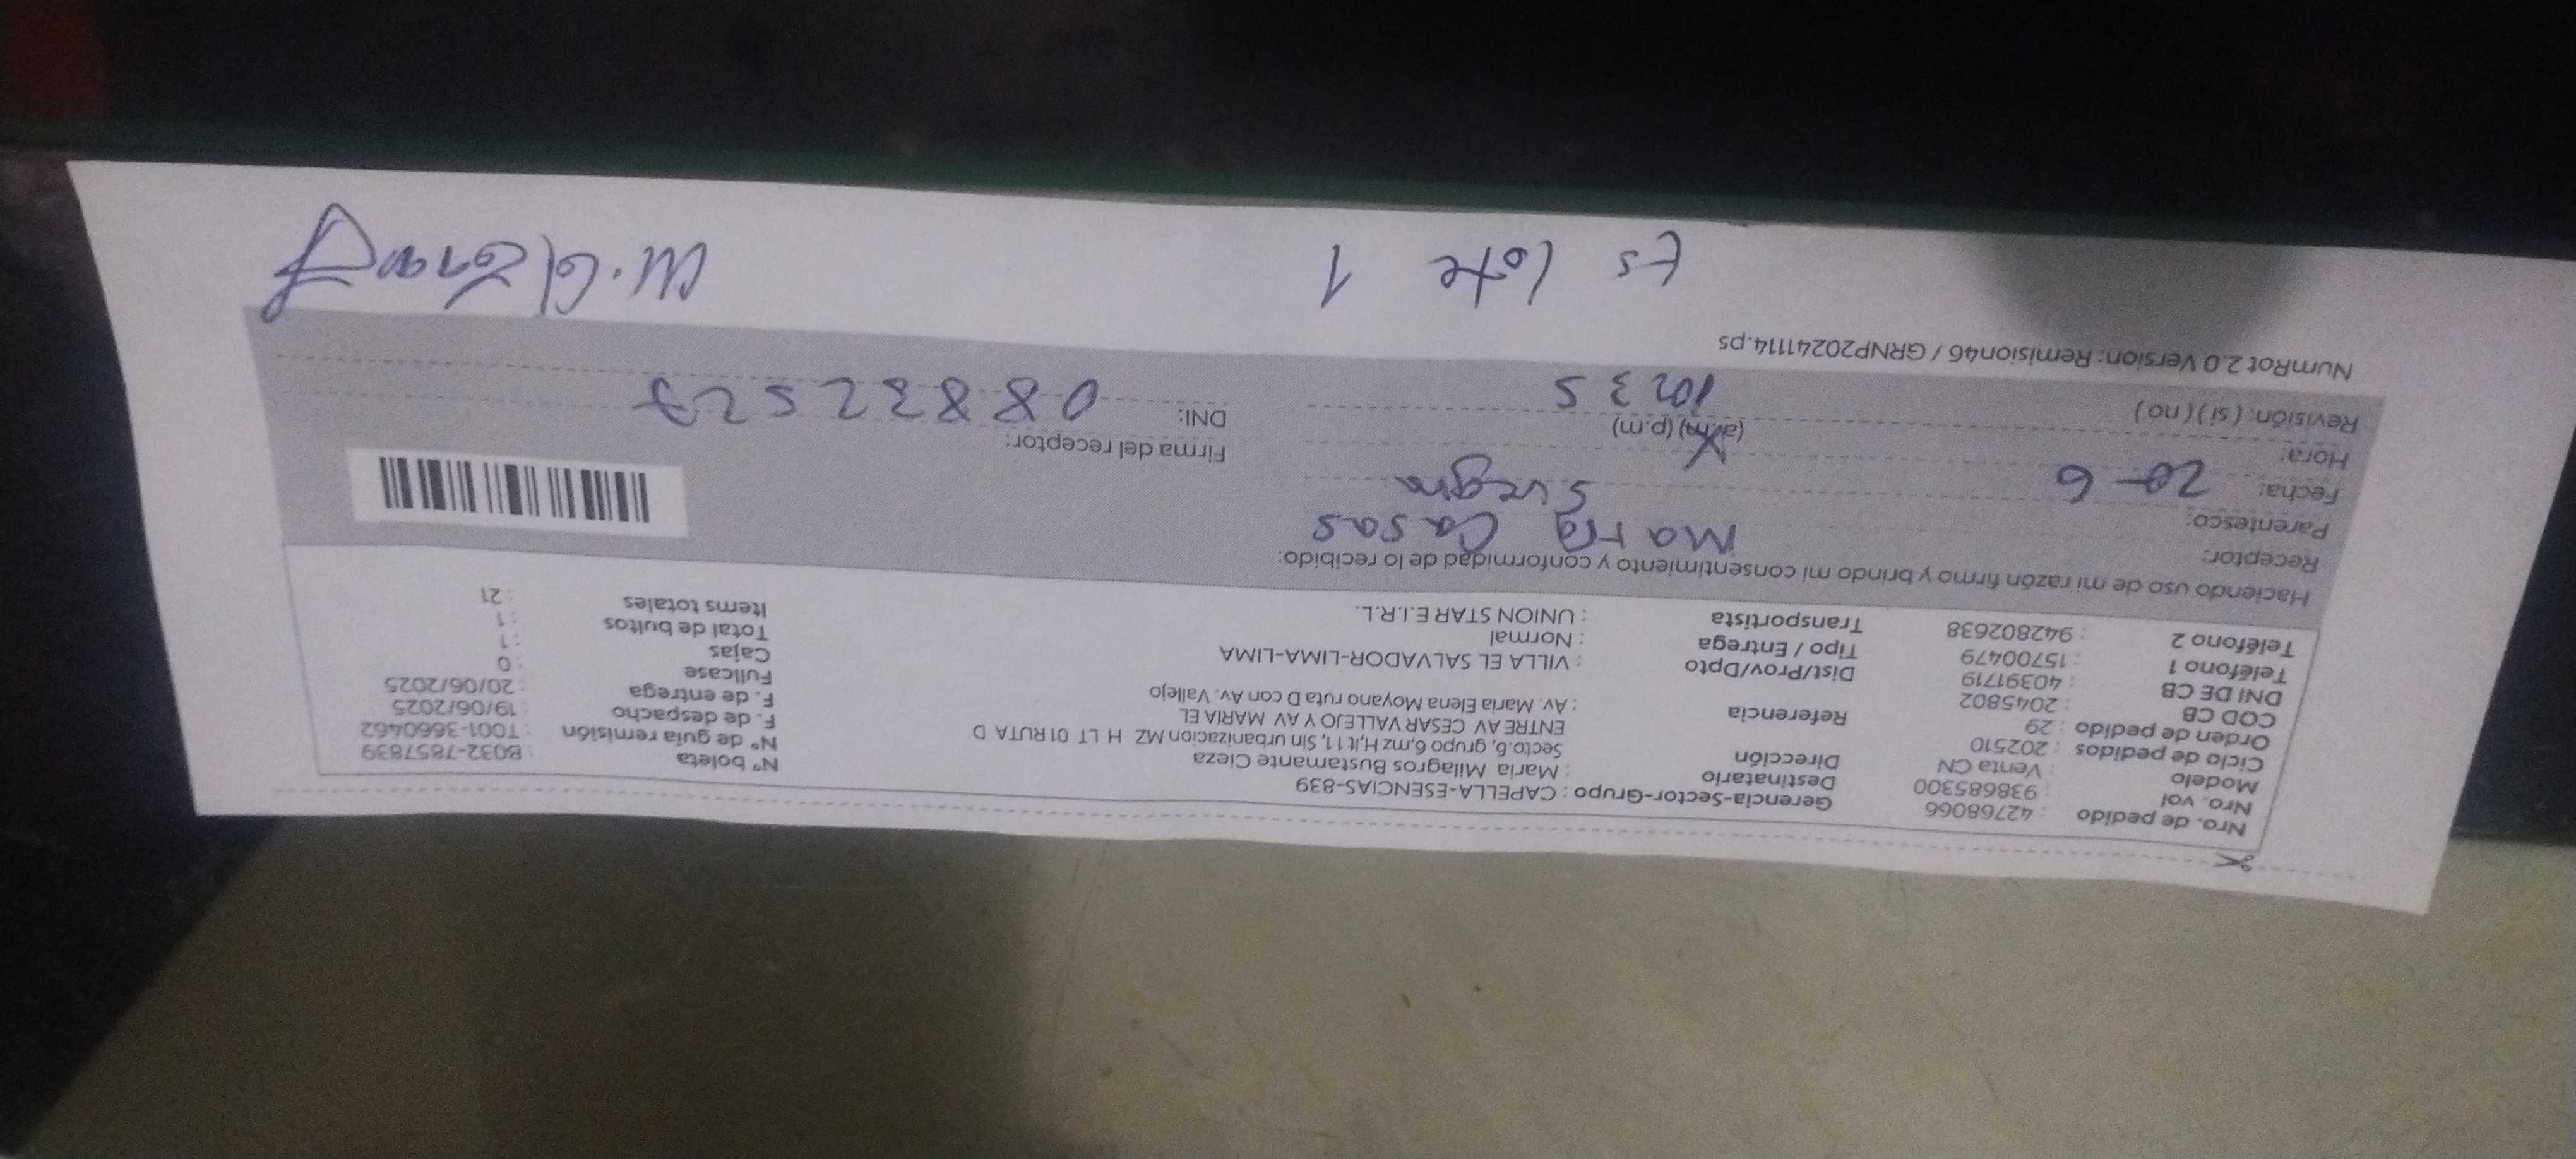 Nro. de pedido : 42768066
Nro. vol : 938685300
Modelo : Venta CN
Ciclo de pedidos : 202510
Orden de pedido : 29
COD CB : 2045802
DNI DE CB : 40391719
Teléfono 1 : 15700479
Teléfono 2 : 942802638
Gerencia-Sector-Grupo : CAPELLA-ESENCIAS-839
Destinatario : Maria Milagros Bustamante Cieza
Dirección Secto.6, grupo 6,mz H,lt 11, Sin urbanizacion MZ H LT 01 RUTA D
ENTRE AV CESAR VALLEJO Y AV MARIA EL
Referencia : Av. Maria Elena Moyano ruta D con Av. Vallejo
Dist/Prov/Dpto : VILLA EL SALVADOR-LIMA-LIMA
Tipo / Entrega : Normal
Transportista : UNION STAR E.I.R.L.
N° boleta : B032-7857839
N° de guía remisión : T001-3660462
F. de despacho : 19/06/2025
F. de entrega : 20/06/2025
Fullcase : 0
Cajas : 1
Total de bultos : 1
Items totales : 21
Haciendo uso de mi razón firmo y brindo mi consentimiento y conformidad de lo recibido:
Receptor: Maria Casas
Parentesco: Suegra
Fecha: 20-6
Hora: (a.m) (p.m)
1035
Revisión: ( si ) ( no )
Firma del receptor:
DNI: 08832527
NumRot 2.0 Version: Remision46 / GRNP20241114.ps
Es lote 1